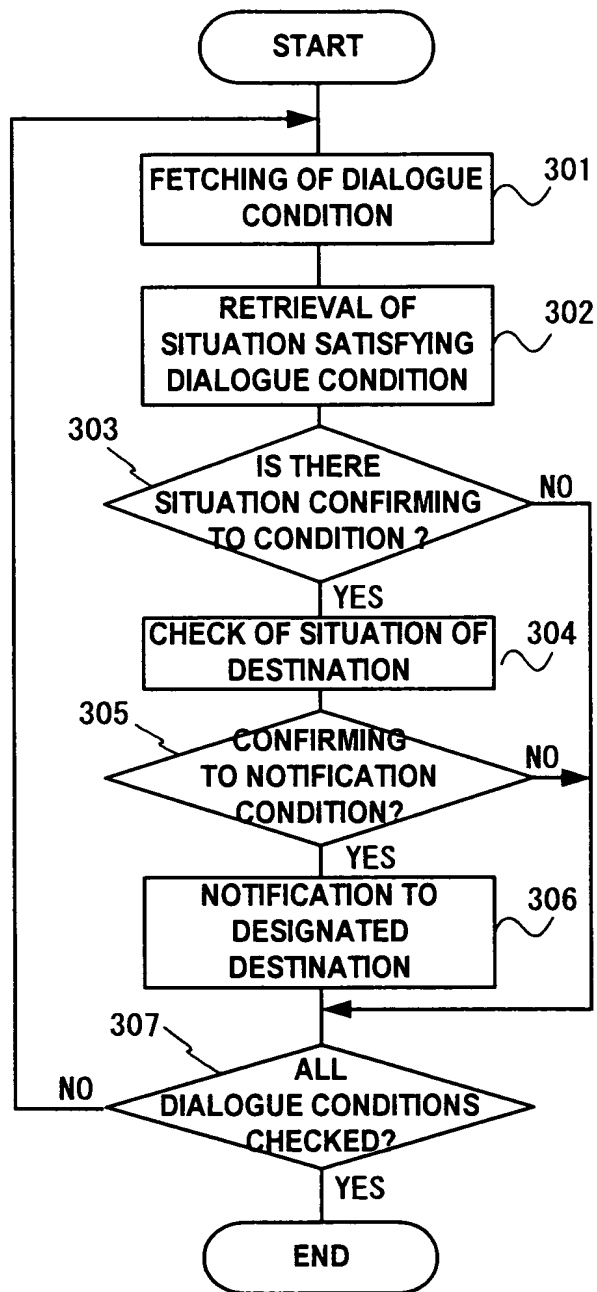 START
FETCHING OF DIALOGUE
CONDITION
301
RETRIEVAL OF
SITUATION SATISFYING
DIALOGUE CONDITION
302
303
IS THERE
SITUATION CONFIRMING
TO CONDITION ?
NO
YES
CHECK OF SITUATION OF
DESTINATION
304
305
CONFIRMING
TO NOTIFICATION
CONDITION?
NO
YES
NOTIFICATION TO
DESIGNATED
DESTINATION
306
307
ALL
DIALOGUE CONDITIONS
CHECKED?
NO
YES
END